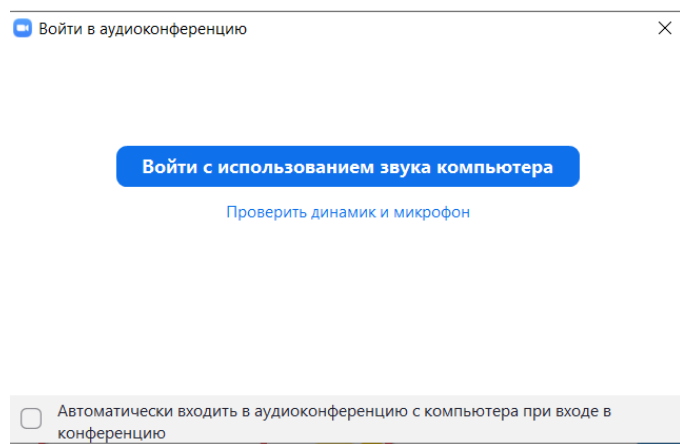 Войти в аудиоконференцию
Войти с использованием звука компьютера
Проверить динамик и микрофон
Автоматически входить в аудиоконференцию с компьютера при входе в
конференцию